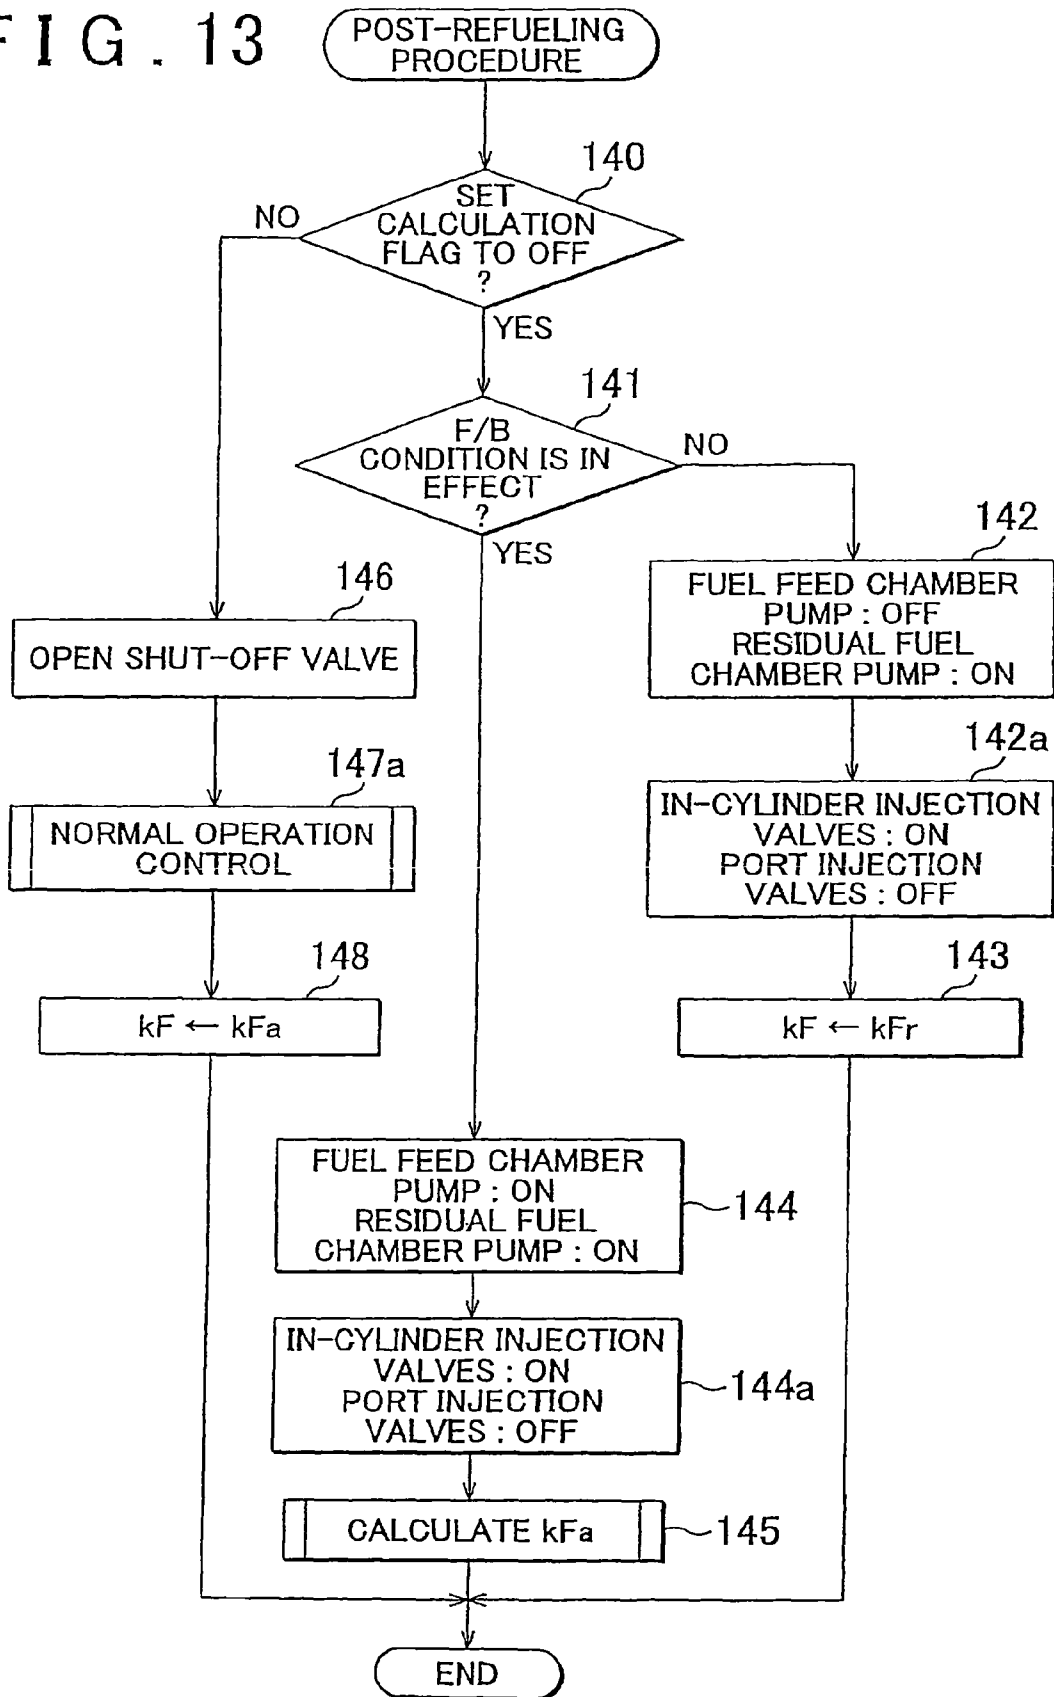 FIG. 13
POST-REFUELING
PROCEDURE
140
SET
CALCULATION
FLAG TO OFF
?
NO
YES
141
F/B
CONDITION IS IN
EFFECT
?
NO
YES
142
FUEL FEED CHAMBER
PUMP : OFF
RESIDUAL FUEL
CHAMBER PUMP : ON
146
OPEN SHUT-OFF VALVE
142a
IN-CYLINDER INJECTION
VALVES : ON
PORT INJECTION
VALVES : OFF
147a
NORMAL OPERATION
CONTROL
148
kF ← kFa
143
kF ← kFr
FUEL FEED CHAMBER
PUMP : ON
RESIDUAL FUEL
CHAMBER PUMP : ON
144
IN-CYLINDER INJECTION
VALVES : ON
PORT INJECTION
VALVES : OFF
144a
CALCULATE kFa
145
END